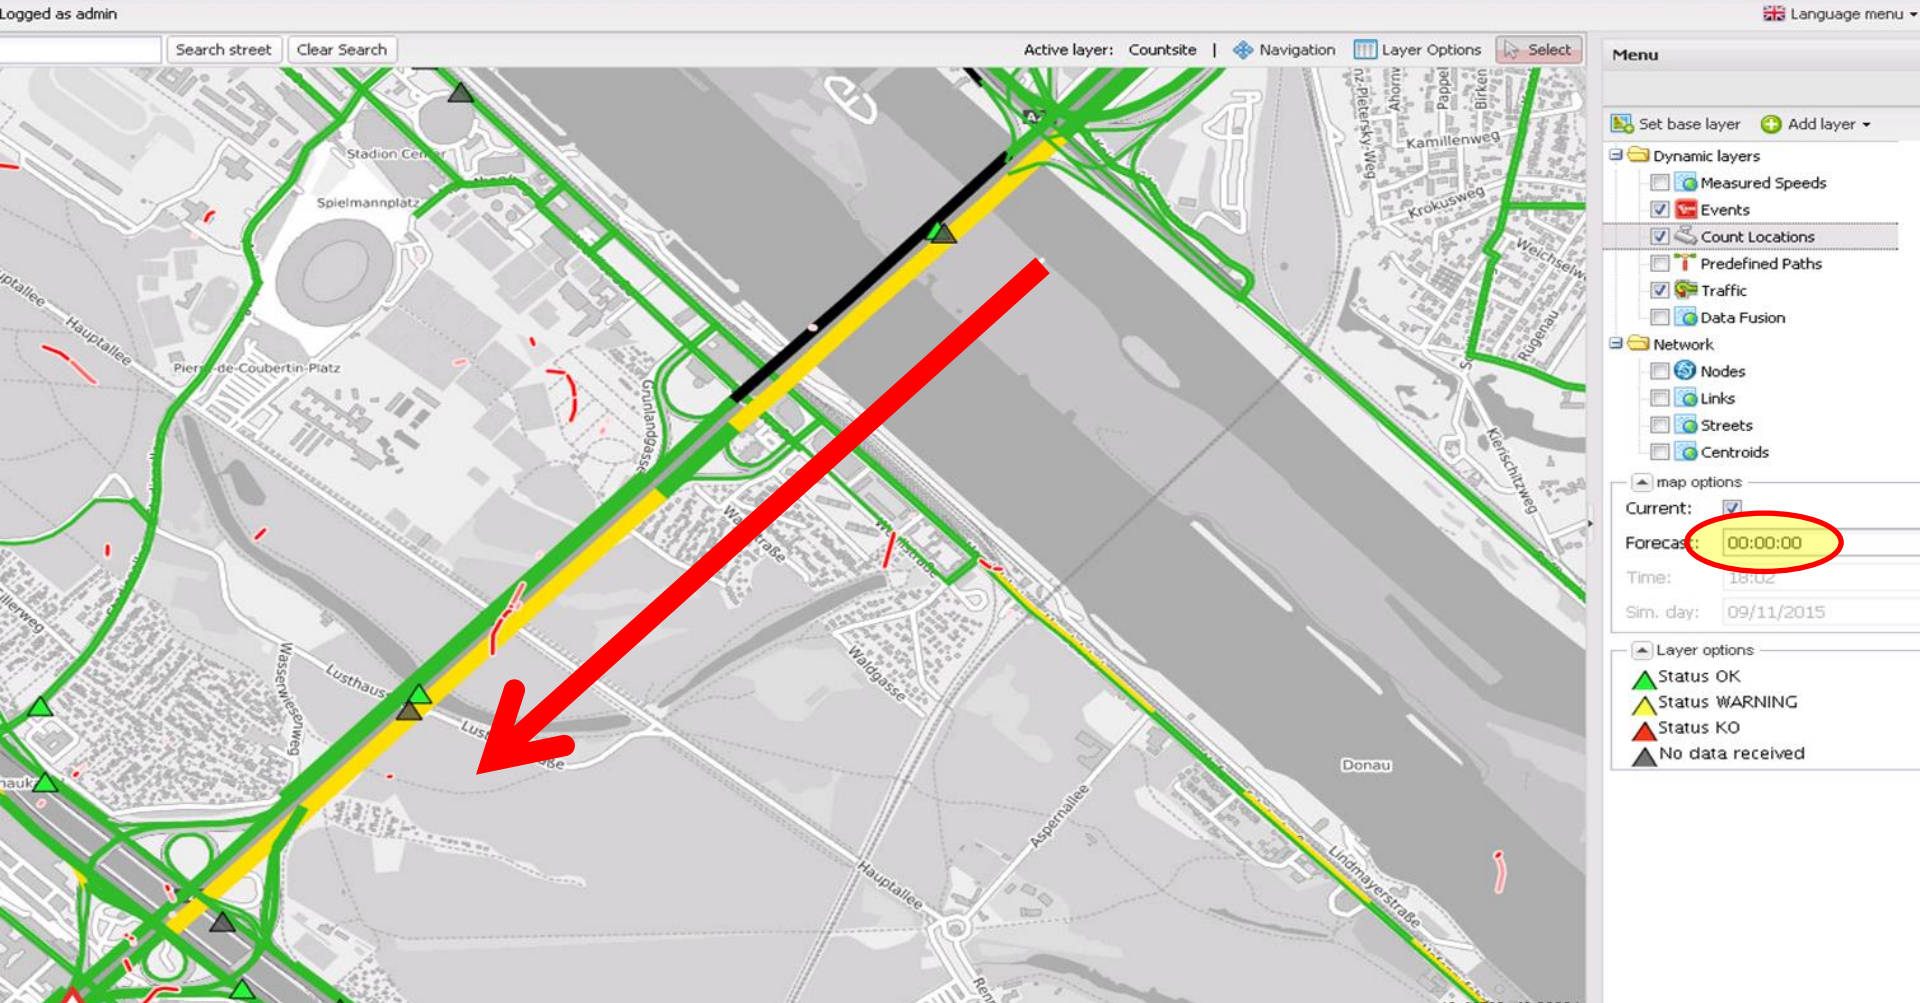 Logged as admin
Language menu
Search street
Clear Search
Active layer: Countsite | Navigation Layer Options Select
Menu
Set base layer Add layer
Dynamic layers
Measured Speeds
Events
Count Locations
Predefined Paths
Traffic
Data Fusion
Network
Nodes
Links
Streets
Centroids
map options
Current:
Forecast: 00:00:00
Time: 18:02
Sim. day: 09/11/2015
Layer options
Status OK
Status WARNING
Status KO
No data received
Stadion Center
Spielmannplatz
Hauptallee
Pierre-de-Coubertin-Platz
Grünlandgasse
Kamillenweg
Krokusweg
Rügenau
Kierischitzweg
Wasserwiesenweg
Waldgasse
Donau
Aspernallee
Hauptallee
Lindmayerstraße